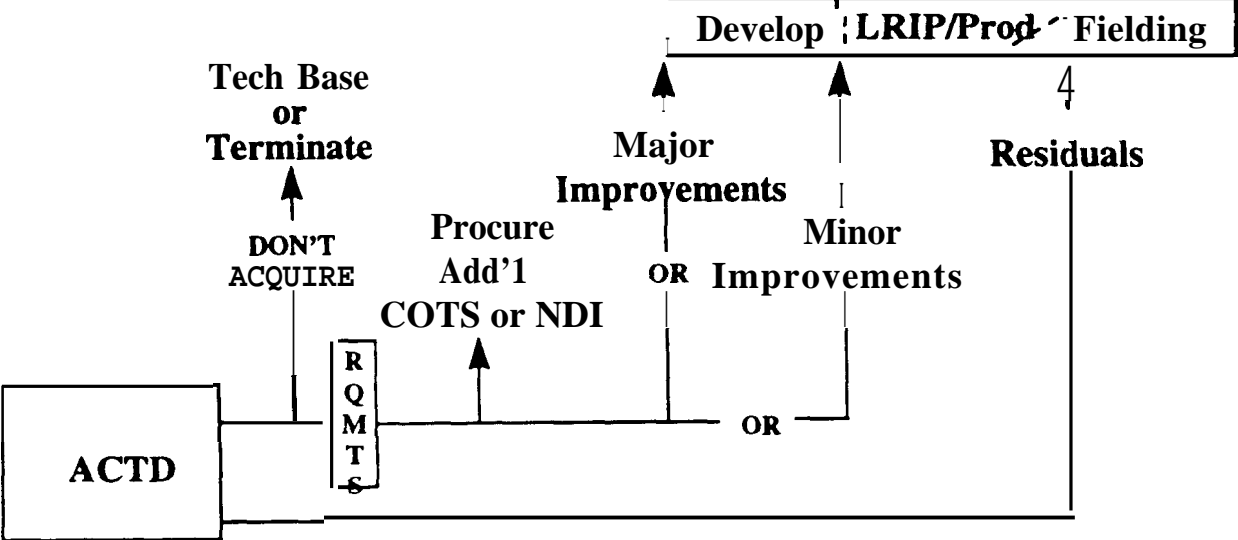 Develop LRIP/Prod Fielding
Tech Base
or
Terminate
Major
Improvements
Residuals
DON'T
ACQUIRE
Procure
Add'1
COTS or NDI
OR
Minor
Improvements
R
Q
M
T
S
OR
ACTD
4